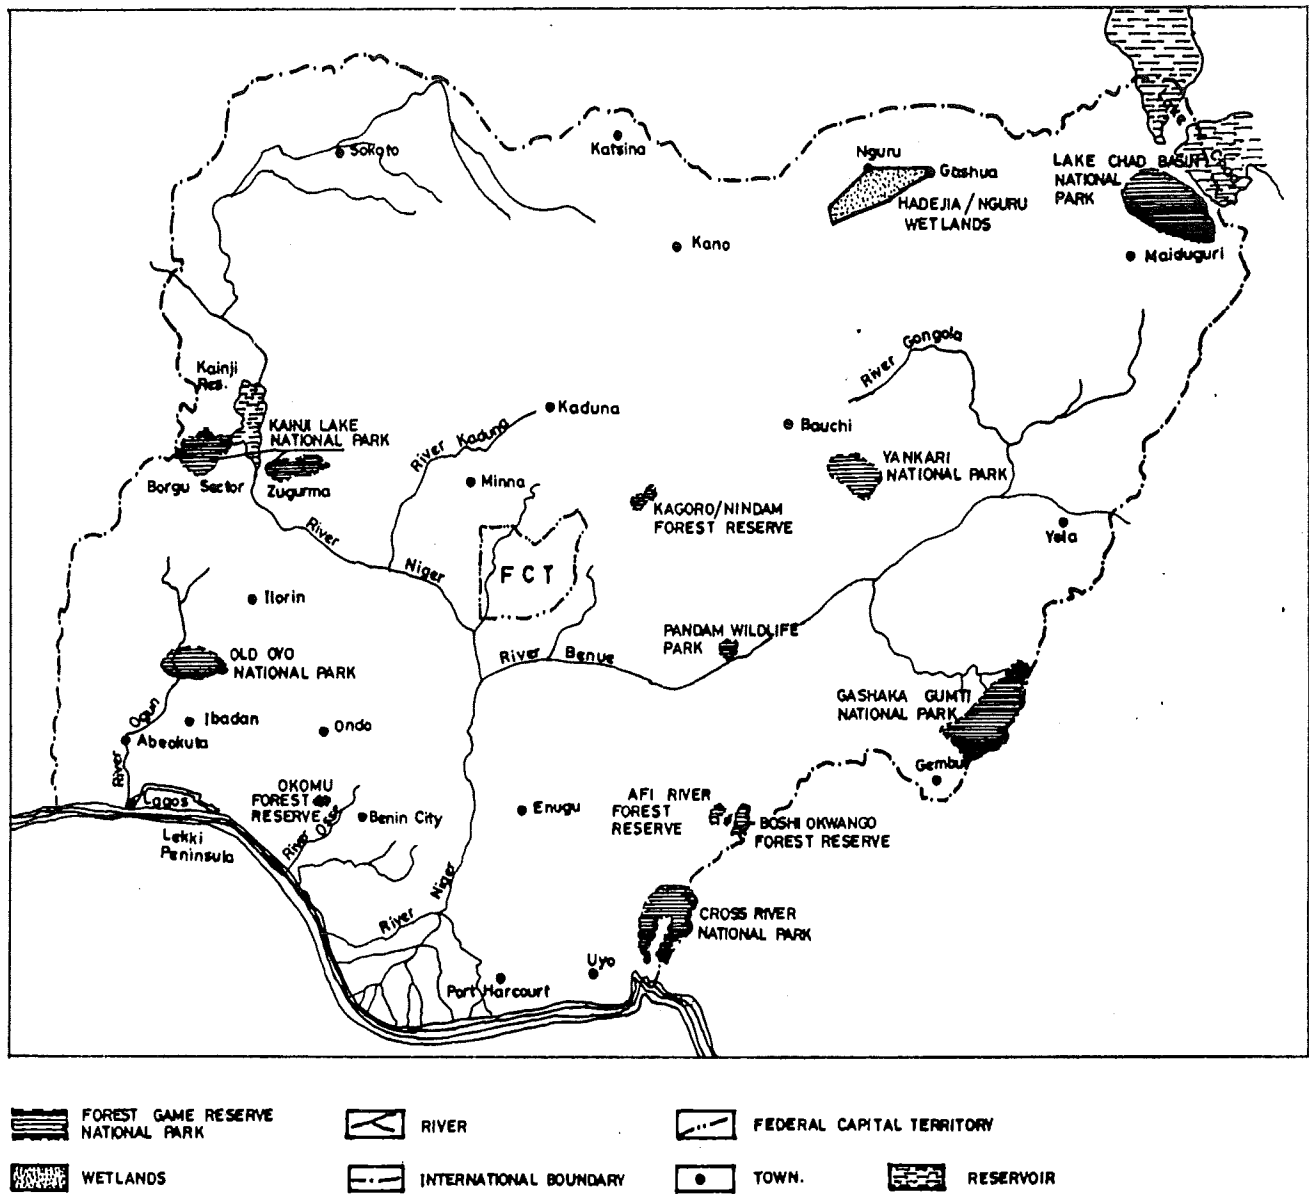 Sokoto
Katsina
Nguru
Gashua
HADEJIA/NGURU
WETLANDS
LAKE CHAD BASIN
NATIONAL
PARK
Kano
Maiduguri
River Gongola
Kainji
Res.
KAINJI LAKE
NATIONAL PARK
Borgu Sector
Zugurma
Kaduna
River Kaduna
Minna
Bauchi
YANKARI
NATIONAL PARK
KAGORO/NINDAM
FOREST RESERVE
Yola
River Niger
FCT
Ilorin
PANDAM WILDLIFE
PARK
River Benue
OLD OYO
NATIONAL PARK
GASHAKA GUMTI
NATIONAL PARK
Gembu
River Ogun
Ibadan
Ondo
Abeokuta
Lagos
Lekki
Peninsula
OKOMU
FOREST
RESERVE
River Osse
Benin City
Enugu
AFI RIVER
FOREST
RESERVE
BOSHI OKWANGO
FOREST RESERVE
River Niger
CROSS RIVER
NATIONAL PARK
Uyo
Port Harcourt
FOREST GAME RESERVE
NATIONAL PARK
RIVER
FEDERAL CAPITAL TERRITORY
WETLANDS
INTERNATIONAL BOUNDARY
TOWN.
RESERVOIR